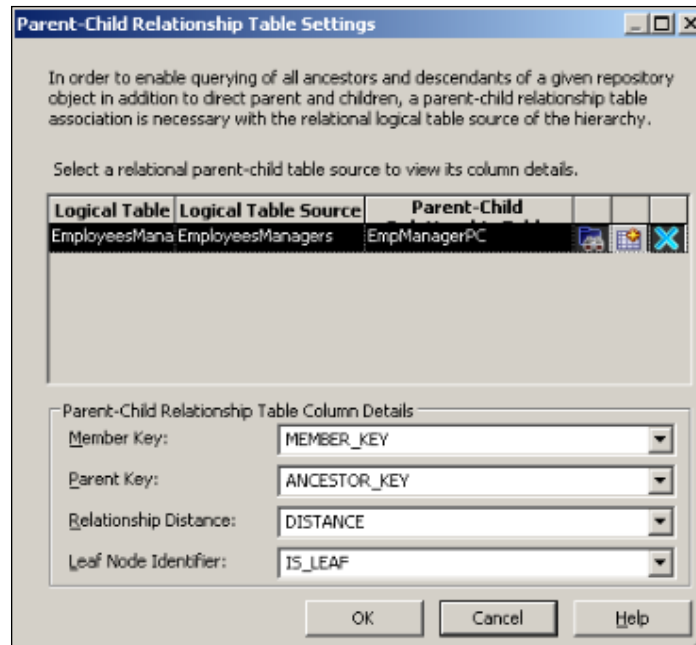 Parent-Child Relationship Table Settings
In order to enable querying of all ancestors and descendants of a given repository
object in addition to direct parent and children, a parent-child relationship table
association is necessary with the relational logical table source of the hierarchy.
Select a relational parent-child table source to view its column details.
Logical Table Logical Table Source Parent-Child
EmployeesMana EmployeesManagers EmpManagerPC
Parent-Child Relationship Table Column Details
Member Key: MEMBER_KEY
Parent Key: ANCESTOR_KEY
Relationship Distance: DISTANCE
Leaf Node Identifier: IS_LEAF
OK Cancel Help